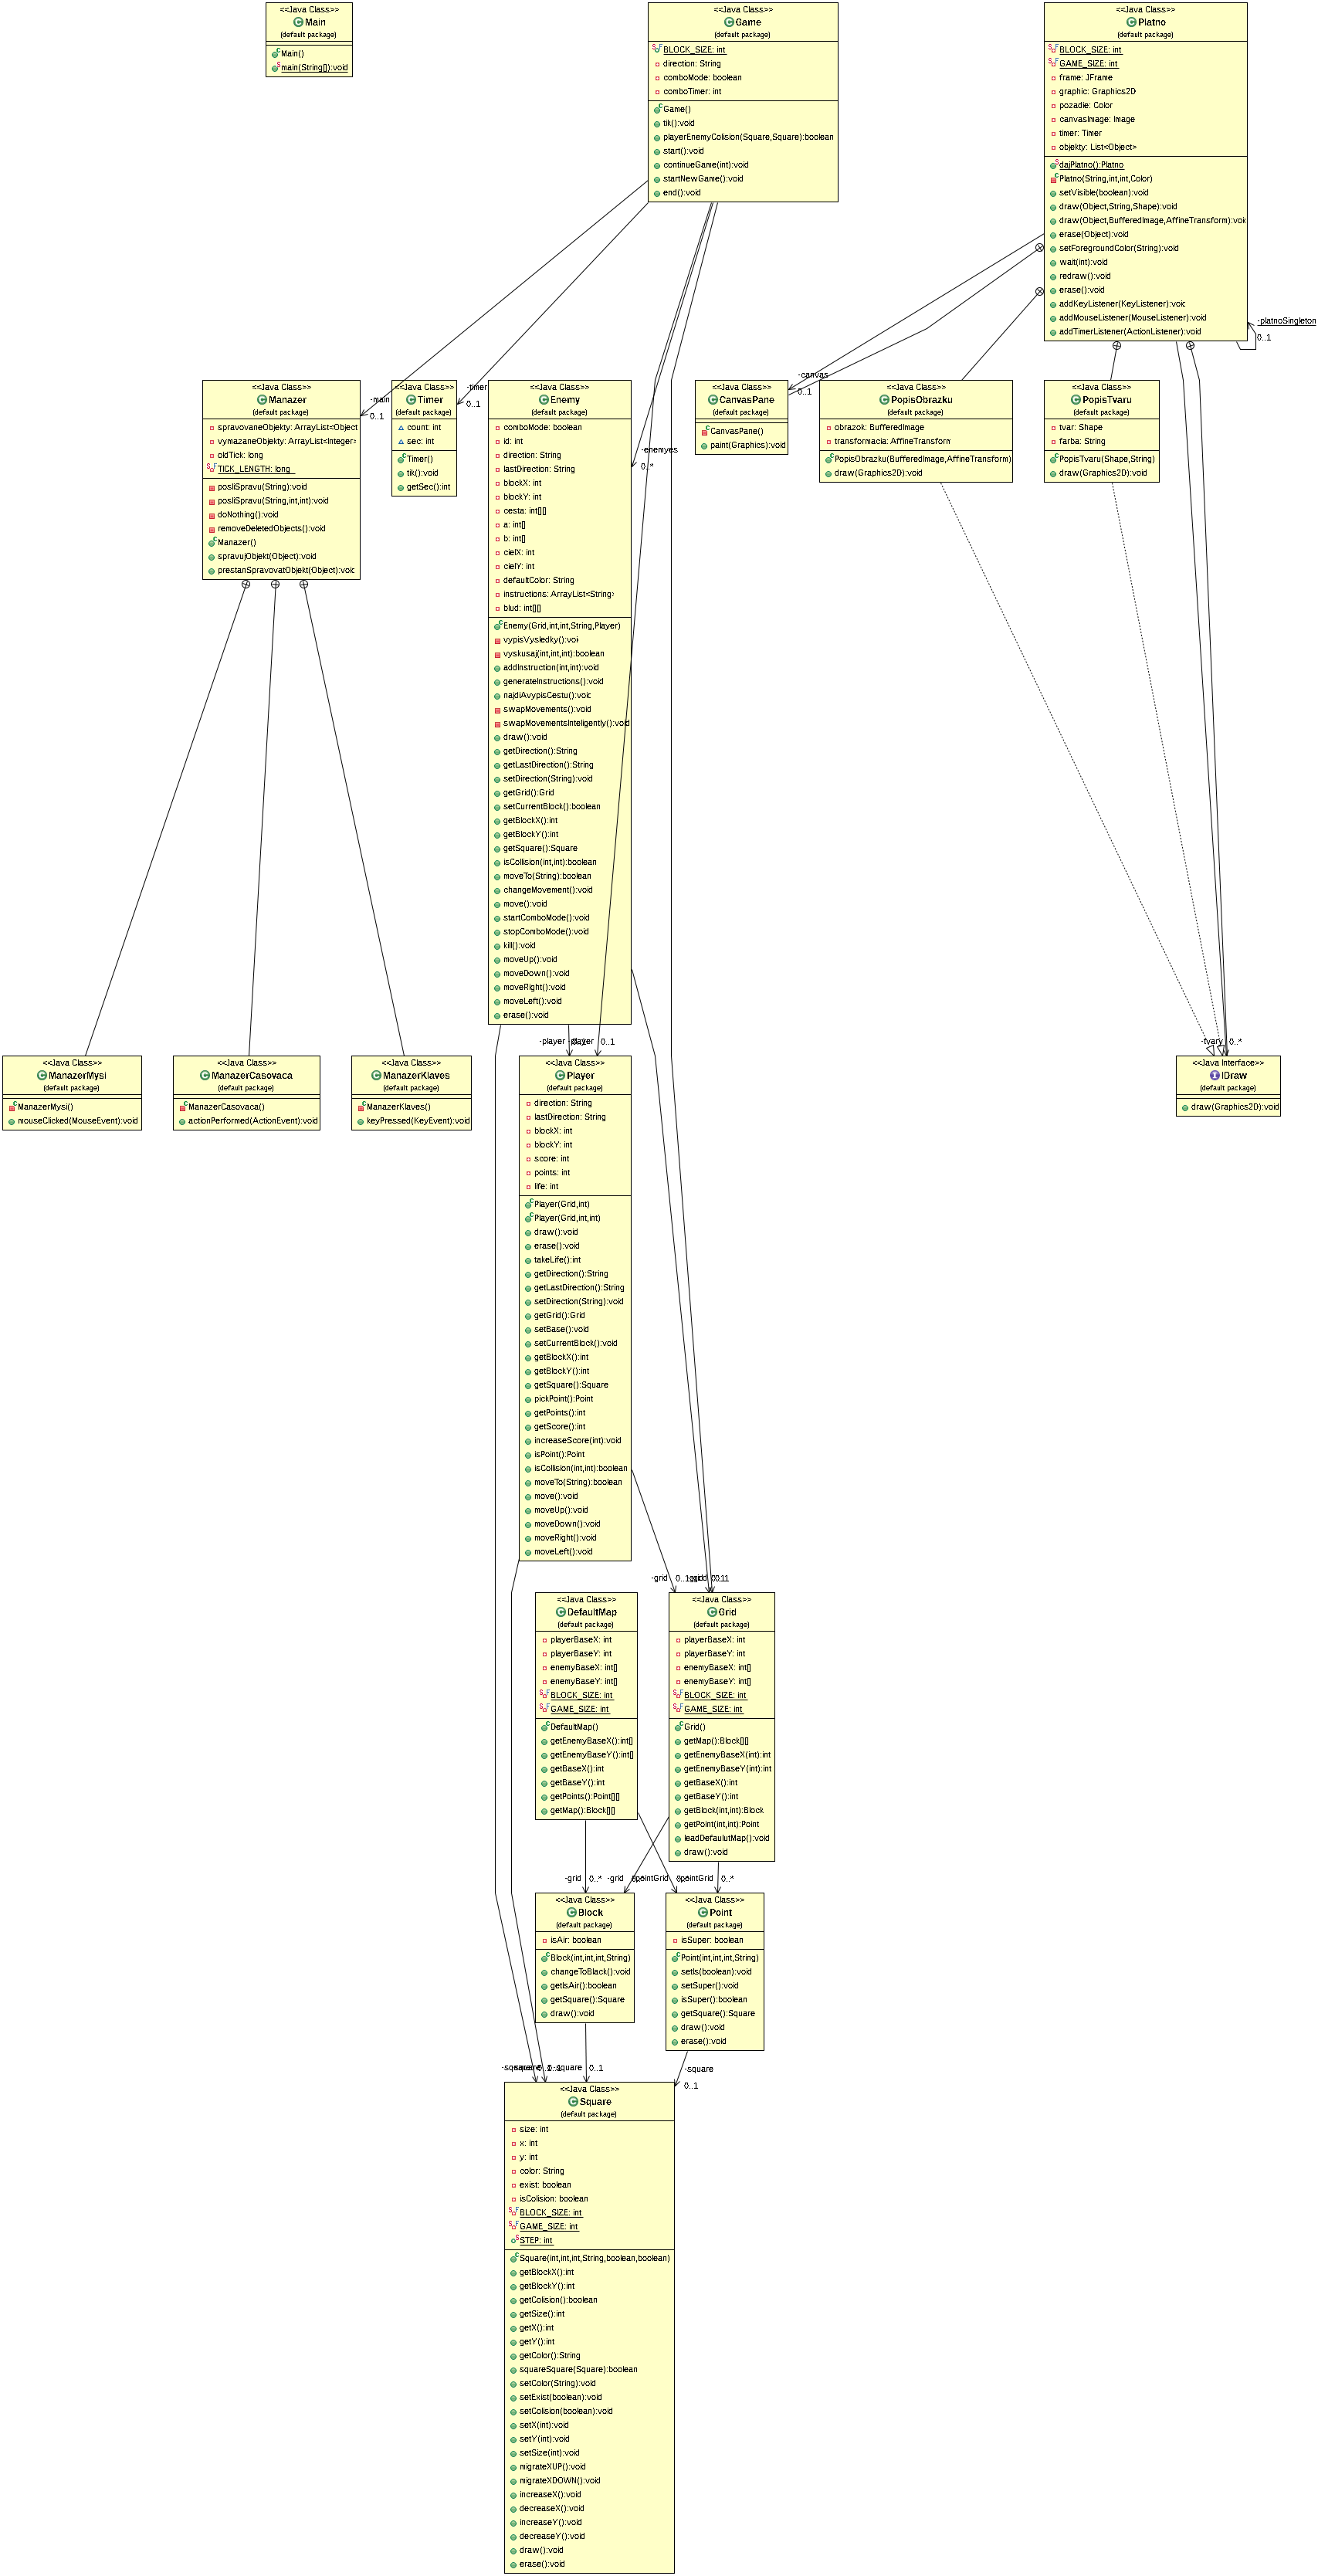 <<Java Class>>
Main
(default package)
Main()
main(String[]):void
<<Java Class>>
Game
(default package)
BLOCK_SIZE: int
direction: String
comboMode: boolean
comboTimer: int
Game()
tik():void
playerEnemyColision(Square,Square):boolean
start():void
continueGame(int):void
startNewGame():void
end():void
<<Java Class>>
Platno
(default package)
BLOCK_SIZE: int
GAME_SIZE: int
frame: JFrame
graphic: Graphics2D
pozadie: Color
canvasImage: Image
timer: Timer
objekty: List<Object>
dajPlatno():Platno
Platno(String,int,int,Color)
setVisible(boolean):void
draw(Object,String,Shape):void
draw(Object,BufferedImage,AffineTransform):void
erase(Object):void
setForegroundColor(String):void
wait(int):void
redraw():void
erase():void
addKeyListener(KeyListener):void
addMouseListener(MouseListener):void
addTimerListener(ActionListener):void
-platnoSingleton
0..1
<<Java Class>>
Manazer
(default package)
spravovaneObjekty: ArrayList<Object
vymazaneObjekty: ArrayList<Integer>
oldTick: long
TICK_LENGTH: long
posliSpravu(String):void
posliSpravu(String,int,int):void
doNothing():void
removeDeletedObjects():void
Manazer()
spravujObjekt(Object):void
prestanSpravovatObjekt(Object):void
-main
0..1
<<Java Class>>
Timer
(default package)
count: int
sec: int
Timer()
tik():void
getSec():int
-timer
0..1
<<Java Class>>
Enemy
(default package)
comboMode: boolean
id: int
direction: String
lastDirection: String
blockX: int
blockY: int
cesta: int[][]
a: int[]
b: int[]
cielX: int
cielY: int
defaultColor: String
instructions: ArrayList<String>
blud: int[][]
Enemy(Grid,int,int,String,Player)
vypisVysledky():voi
vyskusaj(int,int,int):boolean
addInstruction(int,int):void
generateInstructions():void
najdiAvypisCestu():void
swapMovements():void
swapMovementsInteligently():void
draw():void
getDirection():String
getLastDirection():String
setDirection(String):void
getGrid():Grid
setCurrentBlock():boolean
getBlockX():int
getBlockY():int
getSquare():Square
isCollision(int,int):boolean
moveTo(String):boolean
changeMovement():void
move():void
startComboMode():void
stopComboMode():void
kill():void
moveUp():void
moveDown():void
moveRight():void
moveLeft():void
erase():void
-enemyes
0..*
<<Java Class>>
CanvasPane
(default package)
CanvasPane()
paint(Graphics):void
-canvas
0..1
<<Java Class>>
PopisObrazku
(default package)
obrazok: BufferedImage
transformacia: AffineTransform
PopisObrazku(BufferedImage,AffineTransform)
draw(Graphics2D):void
<<Java Class>>
PopisTvaru
(default package)
tvar: Shape
farba: String
PopisTvaru(Shape,String)
draw(Graphics2D):void
<<Java Class>>
ManazerMysi
(default package)
ManazerMysi()
mouseClicked(MouseEvent):void
<<Java Class>>
ManazerCasovaca
(default package)
ManazerCasovaca()
actionPerformed(ActionEvent):void
<<Java Class>>
ManazerKlaves
(default package)
ManazerKlaves()
keyPressed(KeyEvent):void
-player
-player
0..1
<<Java Class>>
Player
(default package)
direction: String
lastDirection: String
blockX: int
blockY: int
score: int
points: int
life: int
Player(Grid,int)
Player(Grid,int,int)
draw():void
erase():void
takeLife():int
getDirection():String
getLastDirection():String
setDirection(String):void
getGrid():Grid
setBase():void
setCurrentBlock():void
getBlockX():int
getBlockY():int
getSquare():Square
pickPoint():Point
getPoints():int
getScore():int
increaseScore(int):void
isPoint():Point
isCollision(int,int):boolean
moveTo(String):boolean
move():void
moveUp():void
moveDown():void
moveRight():void
moveLeft():void
-tvary
0..*
<<Java Interface>>
IDraw
(default package)
draw(Graphics2D):void
-grid
<<Java Class>>
DefaultMap
(default package)
playerBaseX: int
playerBaseY: int
enemyBaseX: int[]
enemyBaseY: int[]
BLOCK_SIZE: int
GAME_SIZE: int
DefaultMap()
getEnemyBaseX():int[]
getEnemyBaseY():int[]
getBaseX():int
getBaseY():int
getPoints():Point[][]
getMap():Block[][]
<<Java Class>>
Grid
(default package)
playerBaseX: int
playerBaseY: int
enemyBaseX: int[]
enemyBaseY: int[]
BLOCK_SIZE: int
GAME_SIZE: int
Grid()
getMap():Block[][]
getEnemyBaseX(int):int
getEnemyBaseY(int):int
getBaseX():int
getBaseY():int
getBlock(int,int):Block
getPoint(int,int):Point
leadDefaulutMap():void
draw():void
-grid
0..*
-grid
0..*
<<Java Class>>
Block
(default package)
isAir: boolean
Block(int,int,int,String)
changeToBlack():void
getIsAir():boolean
getSquare():Square
draw():void
<<Java Class>>
Point
(default package)
isSuper: boolean
Point(int,int,int,String)
setIs(boolean):void
setSuper():void
isSuper():boolean
getSquare():Square
draw():void
erase():void
-square
0..1
-square
0..1
<<Java Class>>
Square
(default package)
size: int
x: int
y: int
color: String
exist: boolean
isColision: boolean
BLOCK_SIZE: int
GAME_SIZE: int
STEP: int
Square(int,int,int,String,boolean,boolean)
getBlockX():int
getBlockY():int
getColision():boolean
getSize():int
getX():int
getY():int
getColor():String
squareSquare(Square):boolean
setColor(String):void
setExist(boolean):void
setColision(boolean):void
setX(int):void
setY(int):void
setSize(int):void
migrateXUP():void
migrateXDOWN():void
increaseX():void
decreaseX():void
increaseY():void
decreaseY():void
draw():void
erase():void